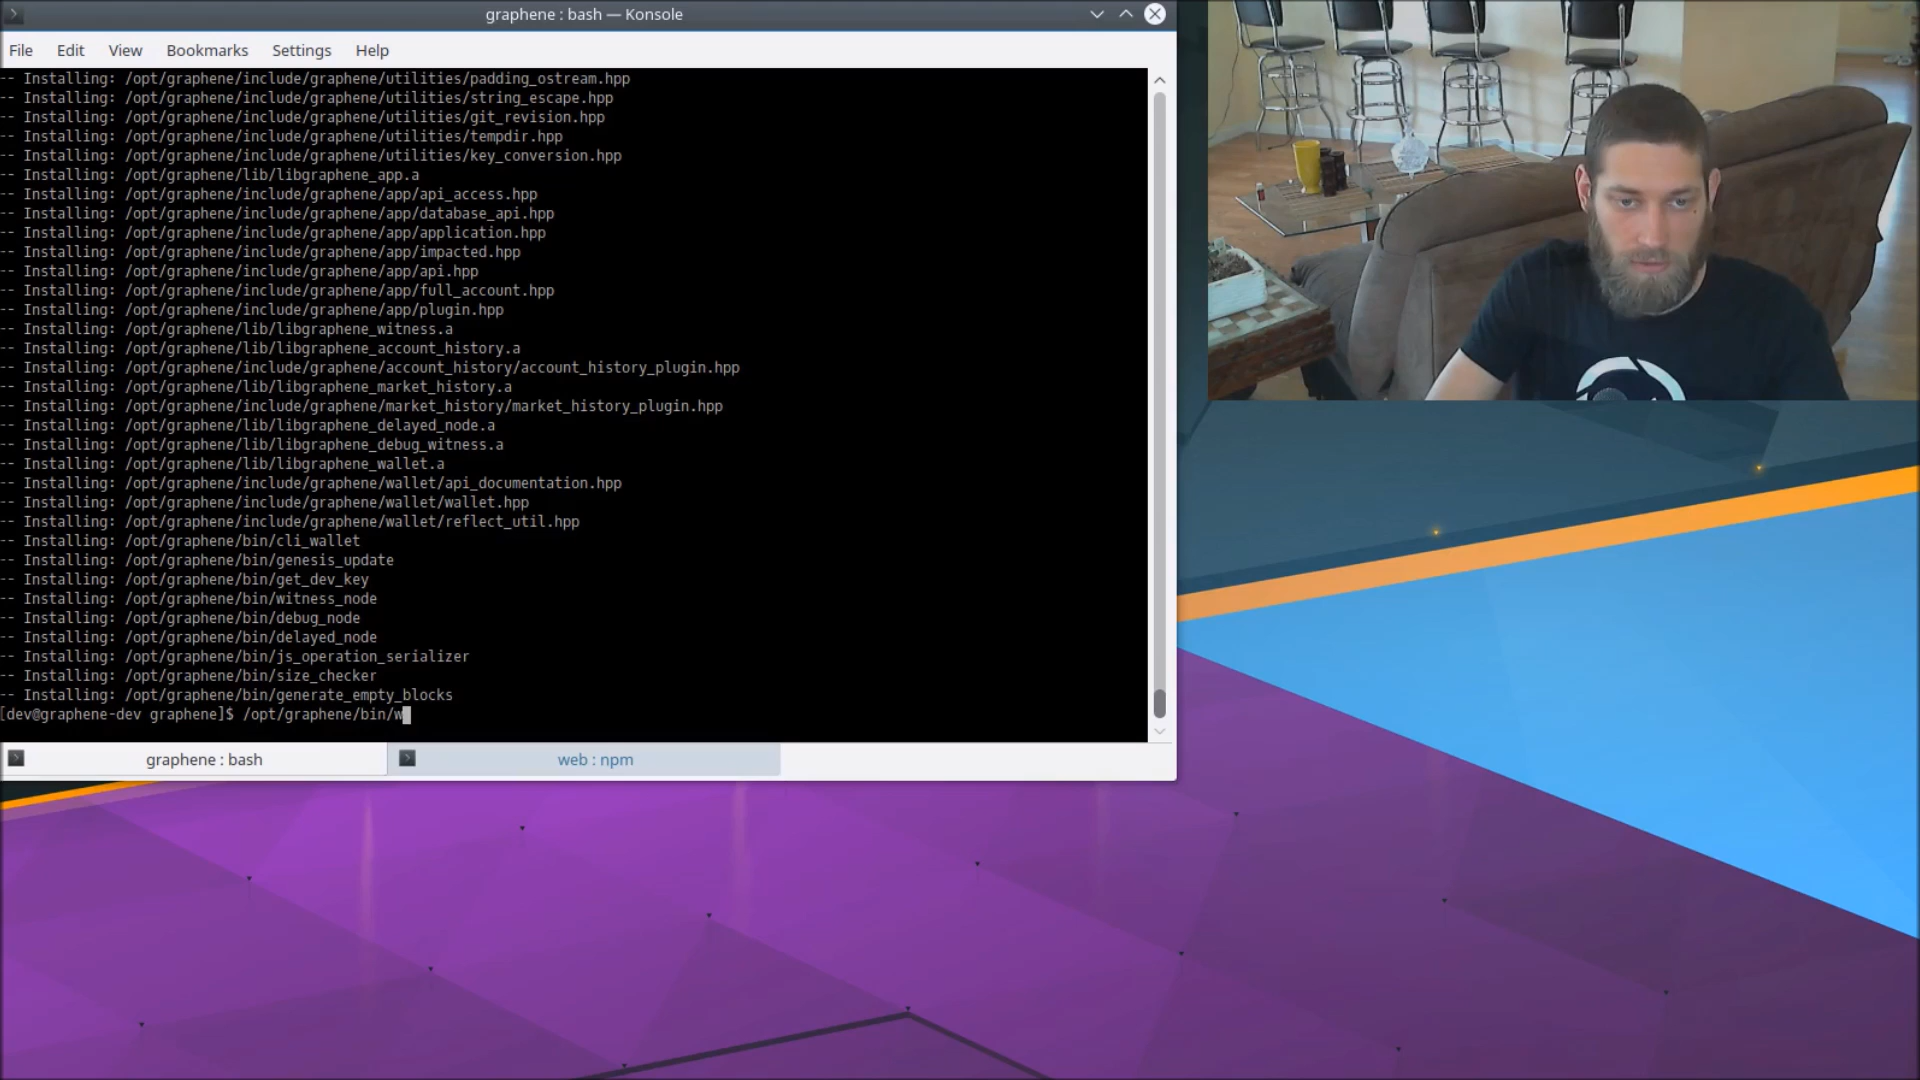 graphene : bash — Konsole
File Edit View Bookmarks Settings Help
-- Installing: /opt/graphene/include/graphene/utilities/padding_ostream.hpp
-- Installing: /opt/graphene/include/graphene/utilities/string_escape.hpp
-- Installing: /opt/graphene/include/graphene/utilities/git_revision.hpp
-- Installing: /opt/graphene/include/graphene/utilities/tempdir.hpp
-- Installing: /opt/graphene/include/graphene/utilities/key_conversion.hpp
-- Installing: /opt/graphene/lib/libgraphene_app.a
-- Installing: /opt/graphene/include/graphene/app/api_access.hpp
-- Installing: /opt/graphene/include/graphene/app/database_api.hpp
-- Installing: /opt/graphene/include/graphene/app/application.hpp
-- Installing: /opt/graphene/include/graphene/app/impacted.hpp
-- Installing: /opt/graphene/include/graphene/app/api.hpp
-- Installing: /opt/graphene/include/graphene/app/full_account.hpp
-- Installing: /opt/graphene/include/graphene/app/plugin.hpp
-- Installing: /opt/graphene/lib/libgraphene_witness.a
-- Installing: /opt/graphene/lib/libgraphene_account_history.a
-- Installing: /opt/graphene/include/graphene/account_history/account_history_plugin.hpp
-- Installing: /opt/graphene/lib/libgraphene_market_history.a
-- Installing: /opt/graphene/include/graphene/market_history/market_history_plugin.hpp
-- Installing: /opt/graphene/lib/libgraphene_delayed_node.a
-- Installing: /opt/graphene/lib/libgraphene_debug_witness.a
-- Installing: /opt/graphene/lib/libgraphene_wallet.a
-- Installing: /opt/graphene/include/graphene/wallet/api_documentation.hpp
-- Installing: /opt/graphene/include/graphene/wallet/wallet.hpp
-- Installing: /opt/graphene/include/graphene/wallet/reflect_util.hpp
-- Installing: /opt/graphene/bin/cli_wallet
-- Installing: /opt/graphene/bin/genesis_update
-- Installing: /opt/graphene/bin/get_dev_key
-- Installing: /opt/graphene/bin/witness_node
-- Installing: /opt/graphene/bin/debug_node
-- Installing: /opt/graphene/bin/delayed_node
-- Installing: /opt/graphene/bin/js_operation_serializer
-- Installing: /opt/graphene/bin/size_checker
-- Installing: /opt/graphene/bin/generate_empty_blocks
[dev@graphene-dev graphene]$ /opt/graphene/bin/w
graphene : bash
web : npm